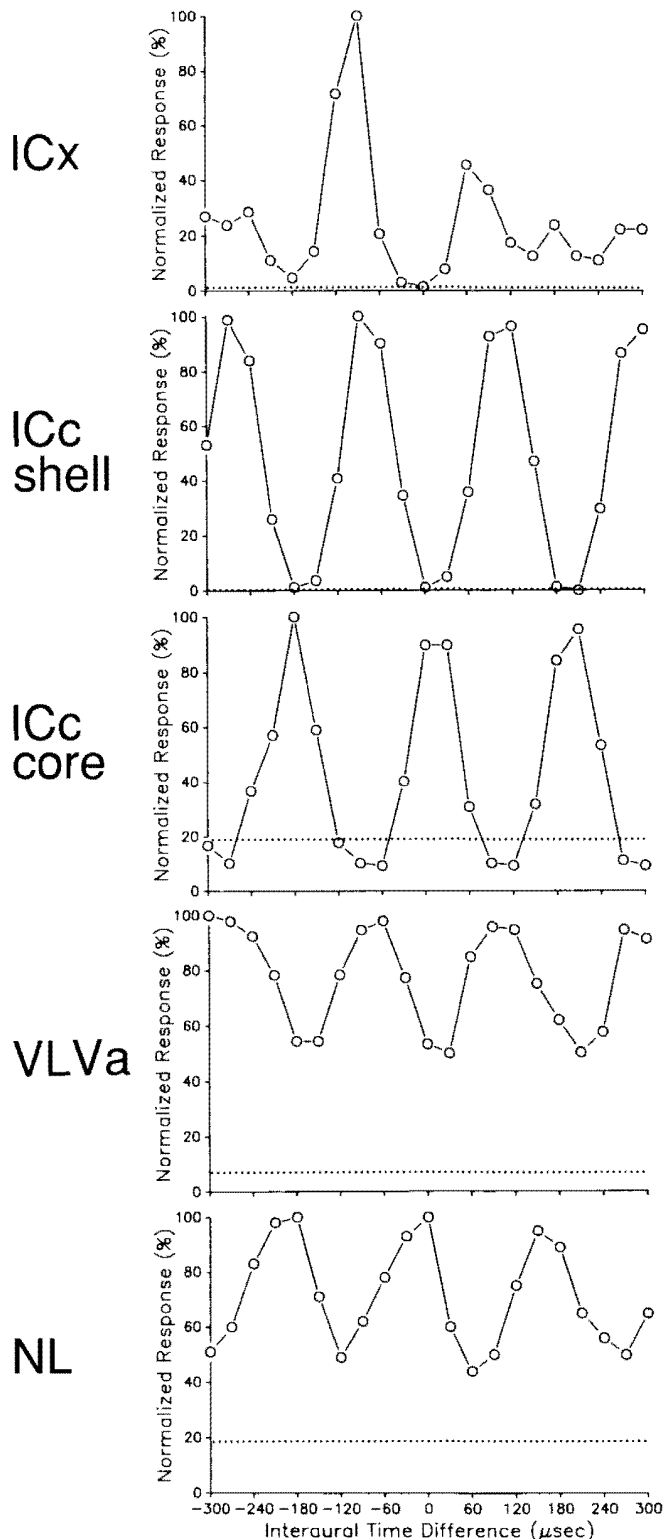 ICx
Normalized Response (%)
100
80
60
40
20
0
ICc
shell
Normalized Response (%)
100
80
60
40
20
0
ICc
core
Normalized Response (%)
100
80
60
40
20
0
VLVa
Normalized Response (%)
100
80
60
40
20
0
NL
Normalized Response (%)
100
80
60
40
20
0
-300 -240 -180 -120 -60 0 60 120 180 240 300
Interaural Time Difference (μsec)